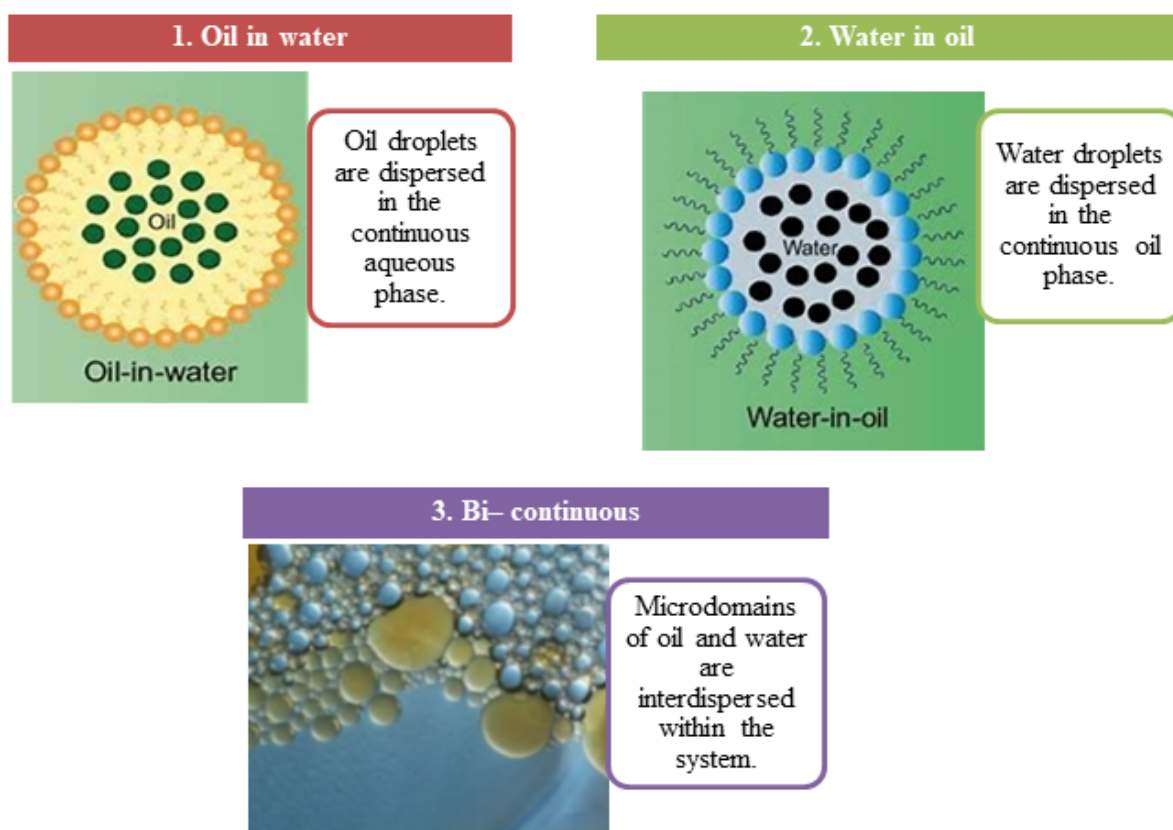 1. Oil in water
Oil
Oil-in-water
Oil droplets
are dispersed
in the
continuous
aqueous
phase.
2. Water in oil
Water
Water-in-oil
Water droplets
are dispersed
in the
continuous oil
phase.
3. Bi– continuous
Microdomains
of oil and water
are
interdispersed
within the
system.